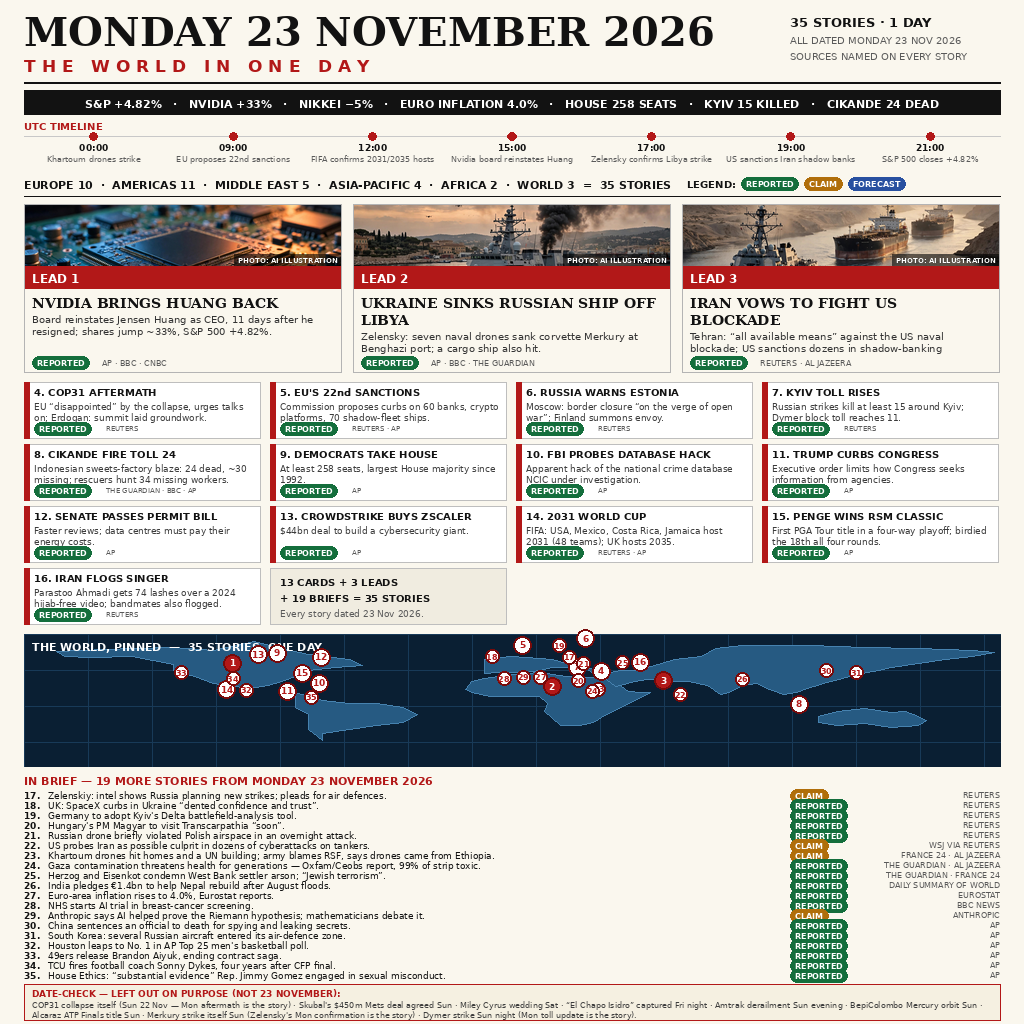 MONDAY 23 NOVEMBER 2026
THE WORLD IN ONE DAY
35 STORIES · 1 DAY
ALL DATED MONDAY 23 NOV 2026
SOURCES NAMED ON EVERY STORY
S&P +4.82% · NVIDIA +33% · NIKKEI −5% · EURO INFLATION 4.0% · HOUSE 258 SEATS · KYIV 15 KILLED · CIKANDE 24 DEAD
UTC TIMELINE
00:00 09:00 12:00 15:00 17:00 19:00 21:00
Khartoum drones strike EU proposes 22nd sanctions FIFA confirms 2031/2035 hosts Nvidia board reinstates Huang Zelensky confirms Libya strike US sanctions Iran shadow banks S&P 500 closes +4.82%
EUROPE 10 · AMERICAS 11 · MIDDLE EAST 5 · ASIA-PACIFIC 4 · AFRICA 2 · WORLD 3 = 35 STORIES LEGEND: REPORTED CLAIM FORECAST
PHOTO: AI ILLUSTRATION
LEAD 1
NVIDIA BRINGS HUANG BACK
Board reinstates Jensen Huang as CEO, 11 days after he
resigned; shares jump ~33%, S&P 500 +4.82%.
REPORTED AP · BBC · CNBC
PHOTO: AI ILLUSTRATION
LEAD 2
UKRAINE SINKS RUSSIAN SHIP OFF
LIBYA
Zelensky: seven naval drones sank corvette Merkury at
Benghazi port; a cargo ship also hit.
REPORTED AP · BBC · THE GUARDIAN
PHOTO: AI ILLUSTRATION
LEAD 3
IRAN VOWS TO FIGHT US
BLOCKADE
Tehran: “all available means” against the US naval
blockade; US sanctions dozens in shadow-banking
REPORTED REUTERS · AL JAZEERA
4. COP31 AFTERMATH
EU “disappointed” by the collapse, urges talks
on; Erdogan: summit laid groundwork.
REPORTED REUTERS
5. EU'S 22nd SANCTIONS
Commission proposes curbs on 60 banks, crypto
platforms, 70 shadow-fleet ships.
REPORTED REUTERS · AP
6. RUSSIA WARNS ESTONIA
Moscow: border closure “on the verge of open
war”; Finland summons envoy.
REPORTED REUTERS
7. KYIV TOLL RISES
Russian strikes kill at least 15 around Kyiv;
Dymer block toll reaches 11.
REPORTED REUTERS
8. CIKANDE FIRE TOLL 24
Indonesian sweets-factory blaze: 24 dead, ~30
missing; rescuers hunt 34 missing workers.
REPORTED THE GUARDIAN · BBC · AP
9. DEMOCRATS TAKE HOUSE
At least 258 seats, largest House majority since
1992.
REPORTED AP
10. FBI PROBES DATABASE HACK
Apparent hack of the national crime database
NCIC under investigation.
REPORTED AP
11. TRUMP CURBS CONGRESS
Executive order limits how Congress seeks
information from agencies.
REPORTED AP
12. SENATE PASSES PERMIT BILL
Faster reviews; data centres must pay their
energy costs.
REPORTED AP
13. CROWDSTRIKE BUYS ZSCALER
$44bn deal to build a cybersecurity giant.
REPORTED AP
14. 2031 WORLD CUP
FIFA: USA, Mexico, Costa Rica, Jamaica host
2031 (48 teams); UK hosts 2035.
REPORTED REUTERS · AP
15. PENGE WINS RSM CLASSIC
First PGA Tour title in a four-way playoff; birdied
the 18th all four rounds.
REPORTED AP
16. IRAN FLOGS SINGER
Parastoo Ahmadi gets 74 lashes over a 2024
hijab-free video; bandmates also flogged.
REPORTED REUTERS
13 CARDS + 3 LEADS
+ 19 BRIEFS = 35 STORIES
Every story dated 23 Nov 2026.
THE WORLD, PINNED — 35 STORIES, ONE DAY
33 1 13 9 12 34 14 32 15 10 11 35 18 5 19 6 17 21 4 25 16 28 29 27 2 20 24 3 22 26 30 31 8
IN BRIEF — 19 MORE STORIES FROM MONDAY 23 NOVEMBER 2026
17. Zelenskiy: intel shows Russia planning new strikes; pleads for air defences. CLAIM REUTERS
18. UK: SpaceX curbs in Ukraine “dented confidence and trust”. REPORTED REUTERS
19. Germany to adopt Kyiv's Delta battlefield-analysis tool. REPORTED REUTERS
20. Hungary's PM Magyar to visit Transcarpathia “soon”. REPORTED REUTERS
21. Russian drone briefly violated Polish airspace in an overnight attack. REPORTED REUTERS
22. US probes Iran as possible culprit in dozens of cyberattacks on tankers. CLAIM WSJ VIA REUTERS
23. Khartoum drones hit homes and a UN building; army blames RSF, says drones came from Ethiopia. CLAIM FRANCE 24 · AL JAZEERA
24. Gaza contamination threatens health for generations — Oxfam/Ceobs report, 99% of strip toxic. REPORTED THE GUARDIAN · AL JAZEERA
25. Herzog and Eisenkot condemn West Bank settler arson; “Jewish terrorism”. REPORTED THE GUARDIAN · FRANCE 24
26. India pledges €1.4bn to help Nepal rebuild after August floods. REPORTED DAILY SUMMARY OF WORLD
27. Euro-area inflation rises to 4.0%, Eurostat reports. REPORTED EUROSTAT
28. NHS starts AI trial in breast-cancer screening. REPORTED BBC NEWS
29. Anthropic says AI helped prove the Riemann hypothesis; mathematicians debate it. CLAIM ANTHROPIC
30. China sentences an official to death for spying and leaking secrets. REPORTED AP
31. South Korea: several Russian aircraft entered its air-defence zone. REPORTED AP
32. Houston leaps to No. 1 in AP Top 25 men's basketball poll. REPORTED AP
33. 49ers release Brandon Aiyuk, ending contract saga. REPORTED AP
34. TCU fires football coach Sonny Dykes, four years after CFP final. REPORTED AP
35. House Ethics: “substantial evidence” Rep. Jimmy Gomez engaged in sexual misconduct. REPORTED AP
DATE-CHECK — LEFT OUT ON PURPOSE (NOT 23 NOVEMBER):
COP31 collapse itself (Sun 22 Nov — Mon aftermath is the story) · Skubal's $450m Mets deal agreed Sun · Miley Cyrus wedding Sat · “El Chapo Isidro” captured Fri night · Amtrak derailment Sun evening · BepiColombo Mercury orbit Sun ·
Alcaraz ATP Finals title Sun · Merkury strike itself Sun (Zelensky's Mon confirmation is the story) · Dymer strike Sun night (Mon toll update is the story).